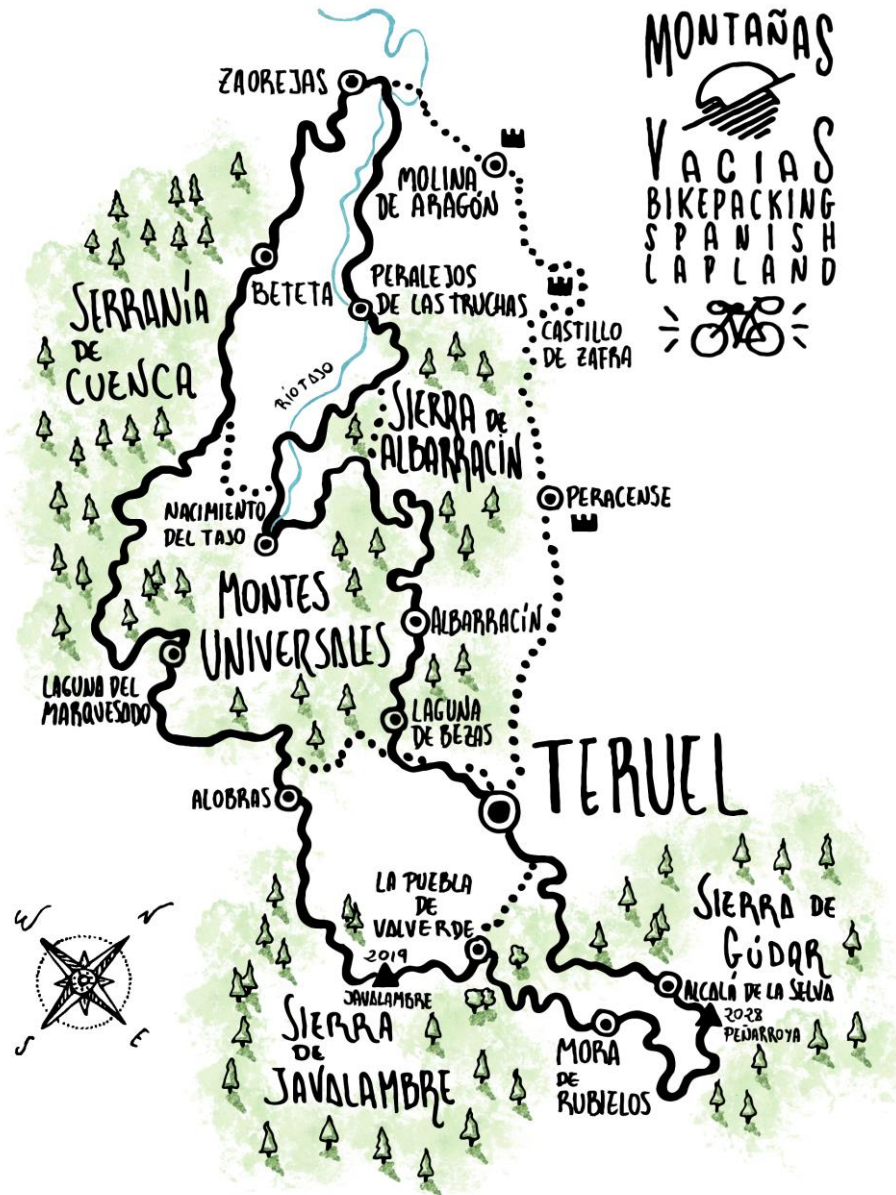 MONTAÑAS
VACIAS
BIKEPACKING
SPANISH
LAPLAND
ZAOREJAS
MOLINA
DE ARAGÓN
BETETA
PERALEJOS
DE LAS TRUCHAS
CASTILLO
DE ZAFRA
SERRANÍA
DE
CUENCA
RÍO TAJO
SIERRA DE
ALBARRACÍN
PERACENSE
NACIMIENTO
DEL TAJO
MONTES
UNIVERSALES
ALBARRACÍN
LAGUNA DEL
MARQUESADO
LAGUNA
DE BEZAS
TERUEL
ALOBRAS
LA PUEBLA
DE
VALVERDE
SIERRA DE
GÚDAR
2019
JAVALAMBRE
ALCALÁ DE LA SELVA
2028
PEÑARROYA
SIERRA
DE
JAVALAMBRE
MORA
DE
RUBIELOS
W
N
S
E